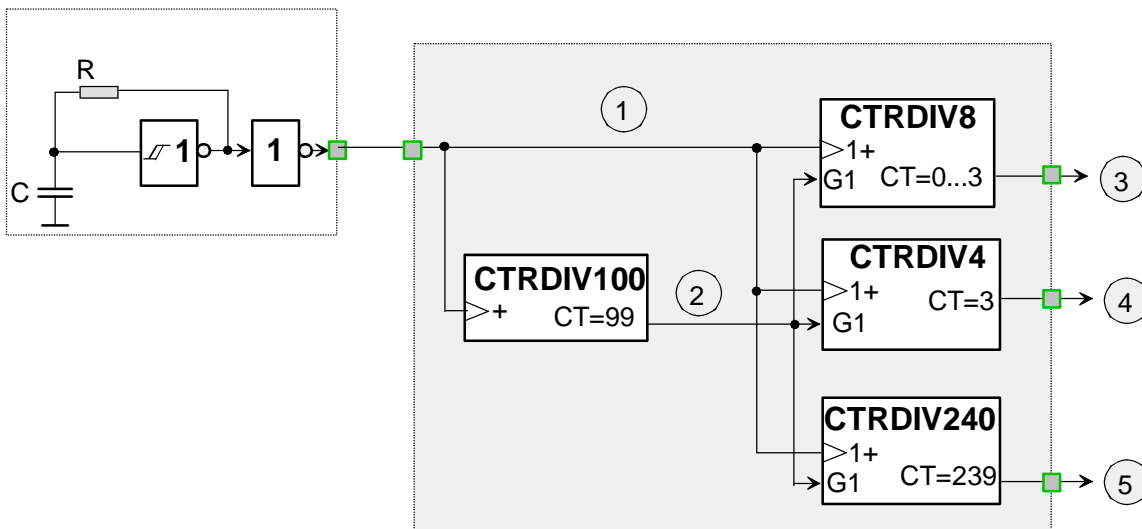 R
C
1
1
1
CTRDIV8
1+
G1
CT=0...3
3
CTRDIV100
+
CT=99
2
CTRDIV4
1+
CT=3
G1
4
CTRDIV240
1+
CT=239
G1
5